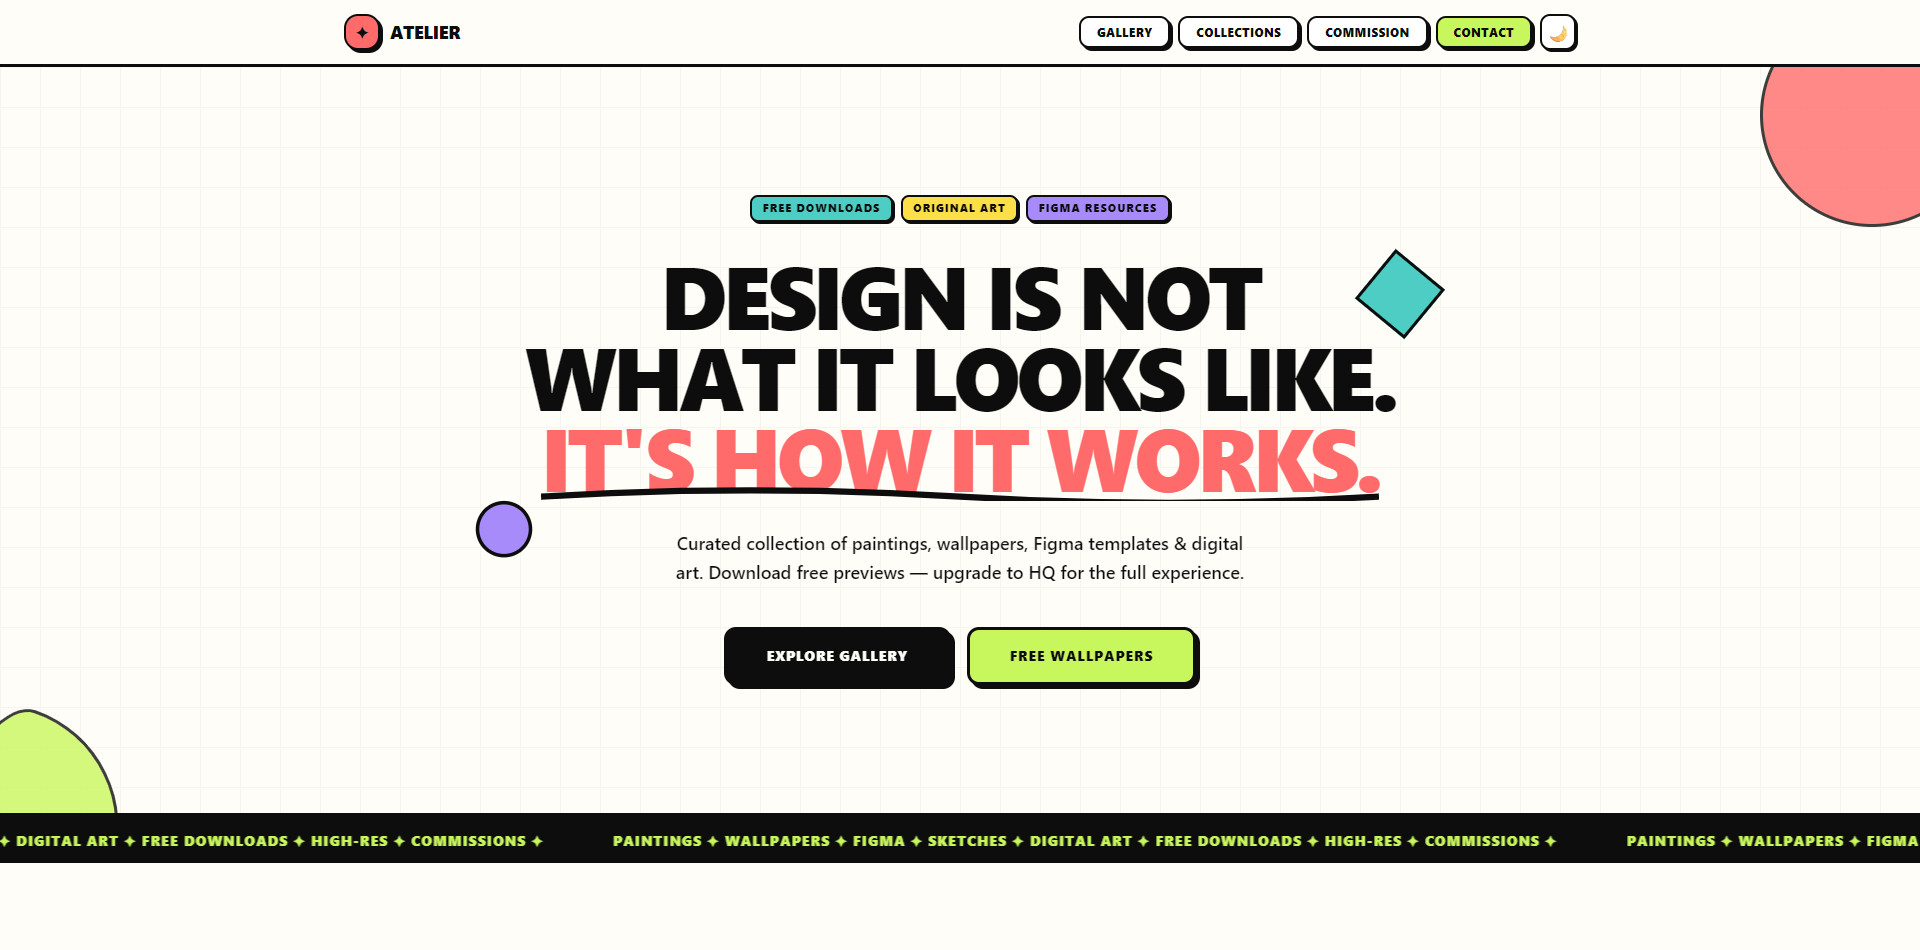 ✦ ATELIER
GALLERY
COLLECTIONS
COMMISSION
CONTACT
FREE DOWNLOADS
ORIGINAL ART
FIGMA RESOURCES
DESIGN IS NOT
WHAT IT LOOKS LIKE.
IT'S HOW IT WORKS.
Curated collection of paintings, wallpapers, Figma templates & digital
art. Download free previews — upgrade to HQ for the full experience.
EXPLORE GALLERY
FREE WALLPAPERS
✦ DIGITAL ART ✦ FREE DOWNLOADS ✦ HIGH-RES ✦ COMMISSIONS ✦ PAINTINGS ✦ WALLPAPERS ✦ FIGMA ✦ SKETCHES ✦ DIGITAL ART ✦ FREE DOWNLOADS ✦ HIGH-RES ✦ COMMISSIONS ✦ PAINTINGS ✦ WALLPAPERS ✦ FIGMA